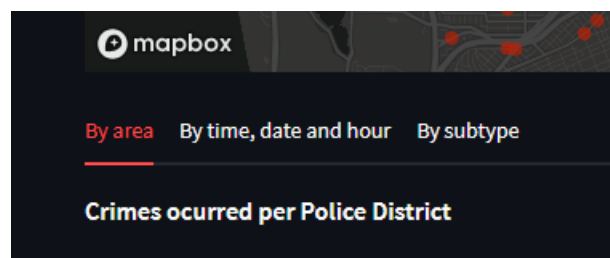 mapbox
By area By time, date and hour By subtype
Crimes ocurred per Police District